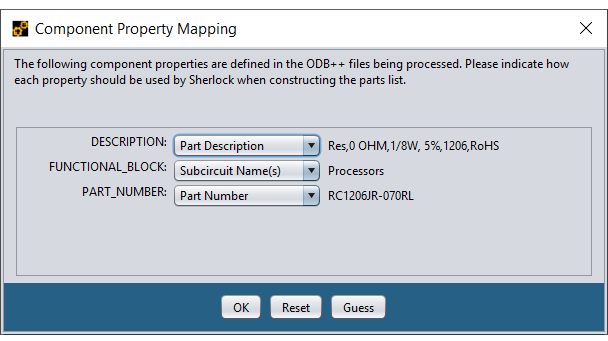 Component Property Mapping
The following component properties are defined in the ODB++ files being processed. Please indicate how
each property should be used by Sherlock when constructing the parts list.
DESCRIPTION: Part Description Res,0 OHM,1/8W, 5%,1206,RoHS
FUNCTIONAL_BLOCK: Subcircuit Name(s) Processors
PART_NUMBER: Part Number RC1206JR-070RL
OK Reset Guess